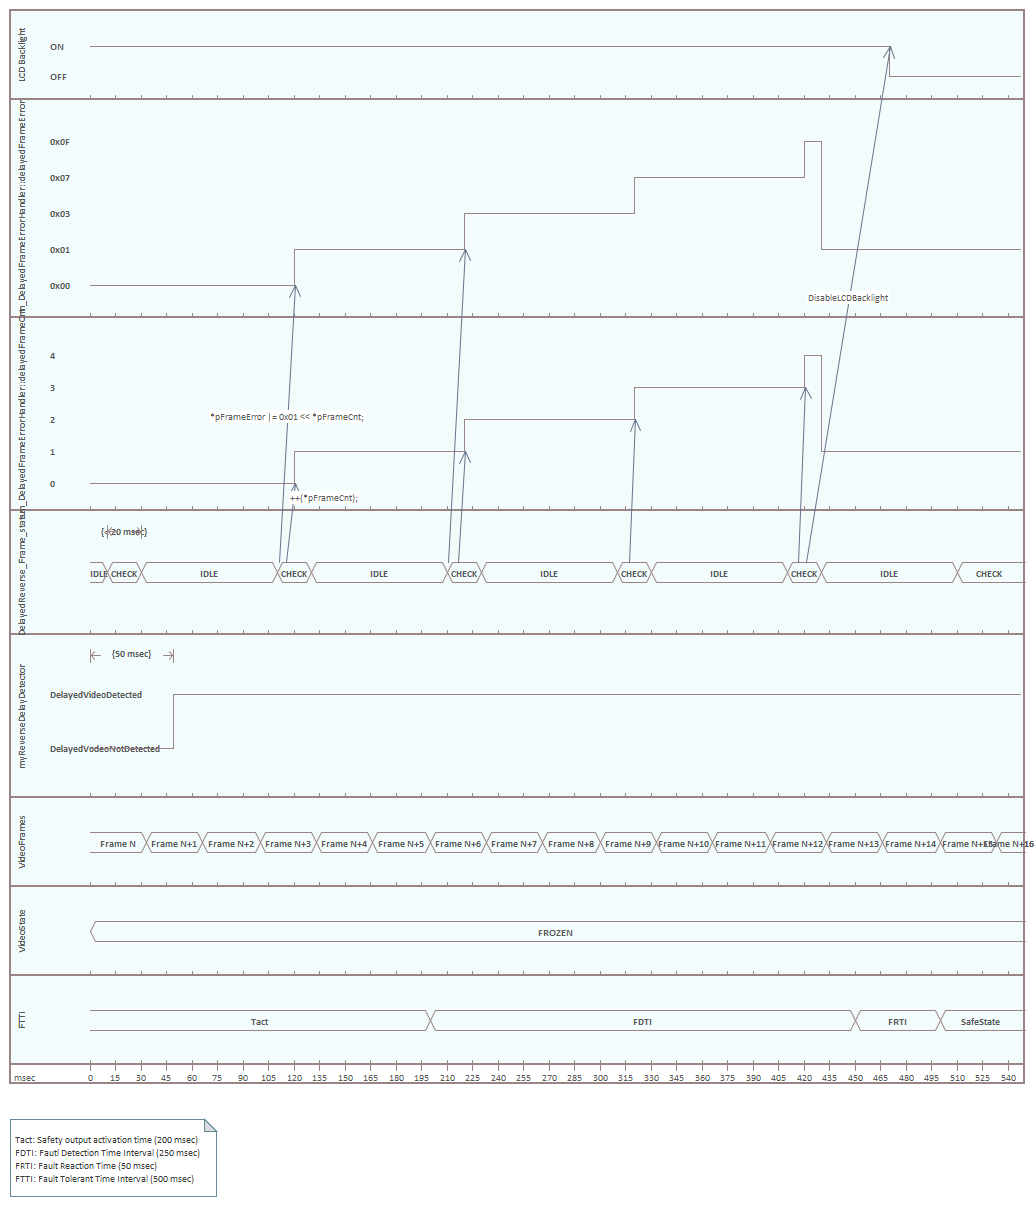 LCD Backlight
ON
OFF
DelayedFrameErrorHandler::delayedFrameError
0x0F
0x07
0x03
0x01
0x00
DisableLCDBacklight
DelayedFrameErrorHandler::delayedFrameCnt
4
3
2
1
0
*pFrameError |= 0x01 << *pFrameCnt;
++(*pFrameCnt);
DelayedReverse_Frame_status
{<20 msec}
IDLE CHECK IDLE CHECK IDLE CHECK IDLE CHECK IDLE CHECK IDLE CHECK
myReverseDelayDetector
{50 msec}
DelayedVideoDetected
DelayedVodeoNotDetected
VideoFrames
Frame N Frame N+1 Frame N+2 Frame N+3 Frame N+4 Frame N+5 Frame N+6 Frame N+7 Frame N+8 Frame N+9 Frame N+10 Frame N+11 Frame N+12 Frame N+13 Frame N+14 Frame N+15 Frame N+16
VideoState
FROZEN
FTTI
Tact FDTI FRTI SafeState
msec 0 15 30 45 60 75 90 105 120 135 150 165 180 195 210 225 240 255 270 285 300 315 330 345 360 375 390 405 420 435 450 465 480 495 510 525 540
Tact: Safety output activation time (200 msec)
FDTI: Fautl Detection Time Interval (250 msec)
FRTI: Fault Reaction Time (50 msec)
FTTI: Fault Tolerant Time Interval (500 msec)